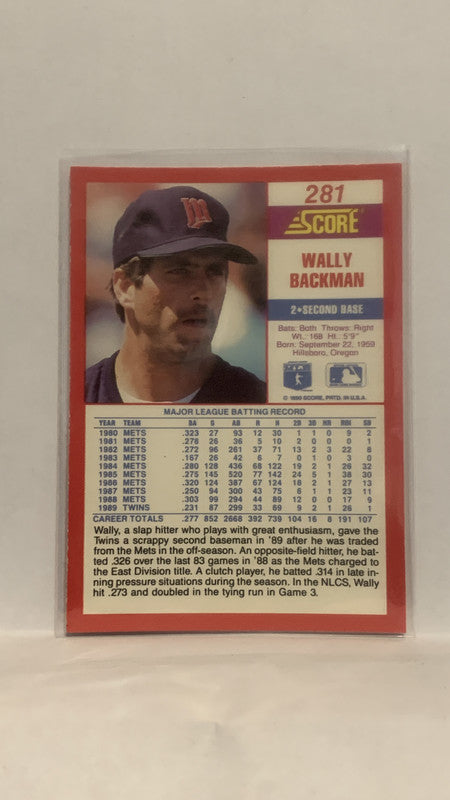 M
281
SCORE
WALLY
BACKMAN
2•SECOND BASE
Bats: Both Throws: Right
Wt.: 168 Ht.: 5'9"
Born: September 22, 1959
Hillsboro, Oregon
© 1990 SCORE, PRTD. IN U.S.A.
MAJOR LEAGUE BATTING RECORD
YEAR TEAM BA G AB R H 2B 3B HR RBI SB
1980 METS .323 27 93 12 30 1 1 0 9 2
1981 METS .278 26 36 5 10 2 0 0 0 1
1982 METS .272 96 261 37 71 13 2 3 22 8
1983 METS .167 26 42 6 7 0 1 0 3 0
1984 METS .280 128 436 68 122 19 2 1 26 32
1985 METS .275 145 520 77 142 24 5 1 38 30
1986 METS .320 124 387 67 124 18 2 1 27 13
1987 METS .250 94 300 43 75 6 1 1 23 11
1988 METS .303 99 294 44 89 12 0 0 17 9
1989 TWINS .231 87 299 33 69 9 2 1 26 1
CAREER TOTALS .277 852 2668 392 739 104 16 8 191 107
Wally, a slap hitter who plays with great enthusiasm, gave the
Twins a scrappy second baseman in '89 after he was traded
from the Mets in the off-season. An opposite-field hitter, he bat-
ted .326 over the last 83 games in '88 as the Mets charged to
the East Division title. A clutch player, he batted .314 in late in-
ning pressure situations during the season. In the NLCS, Wally
hit .273 and doubled in the tying run in Game 3.